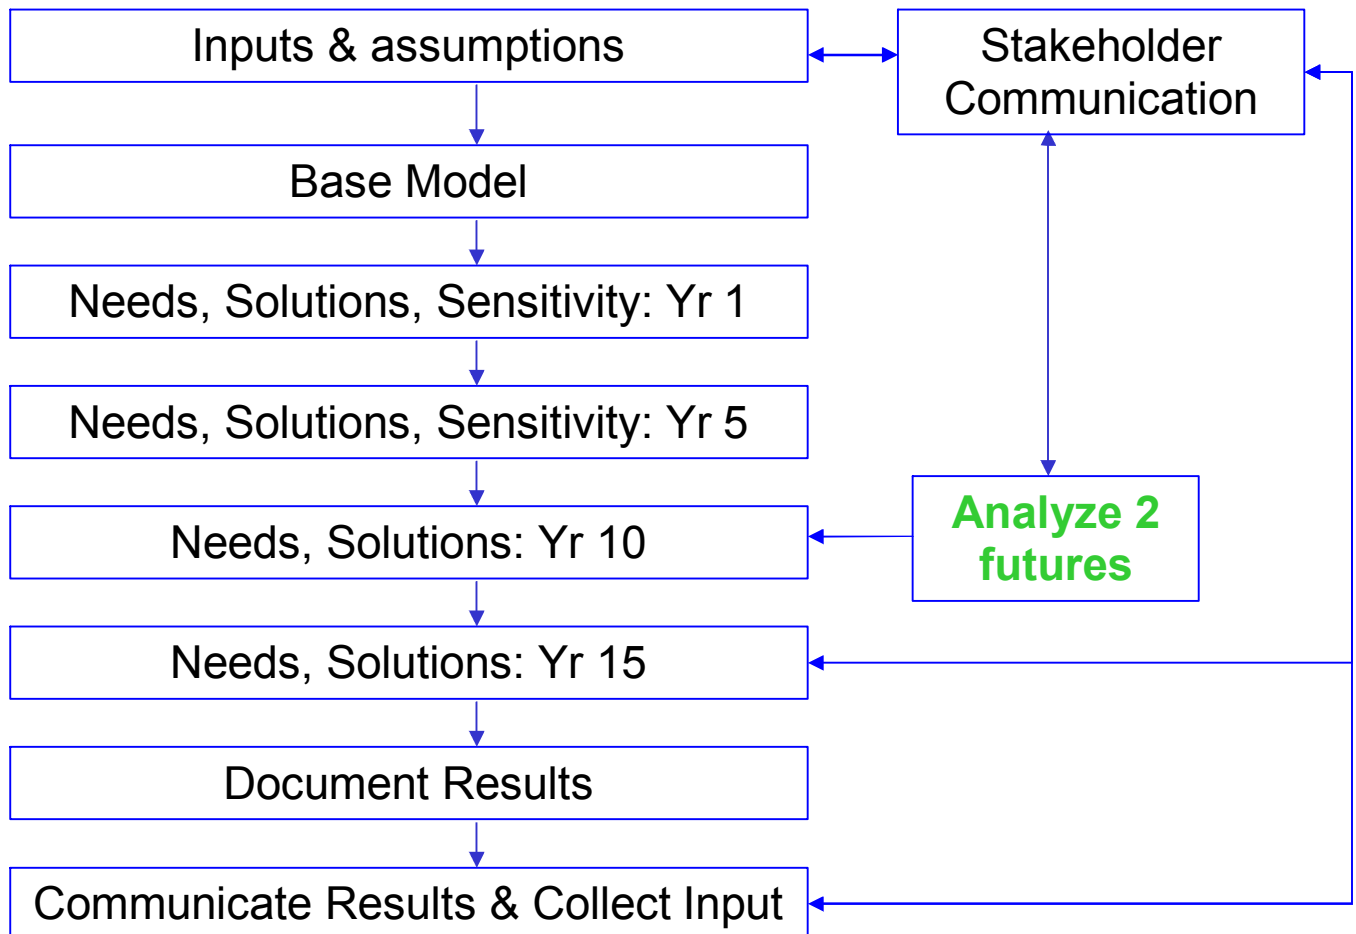 Inputs & assumptions
Stakeholder
Communication
Base Model
Needs, Solutions, Sensitivity: Yr 1
Needs, Solutions, Sensitivity: Yr 5
Needs, Solutions: Yr 10
Analyze 2
futures
Needs, Solutions: Yr 15
Document Results
Communicate Results & Collect Input